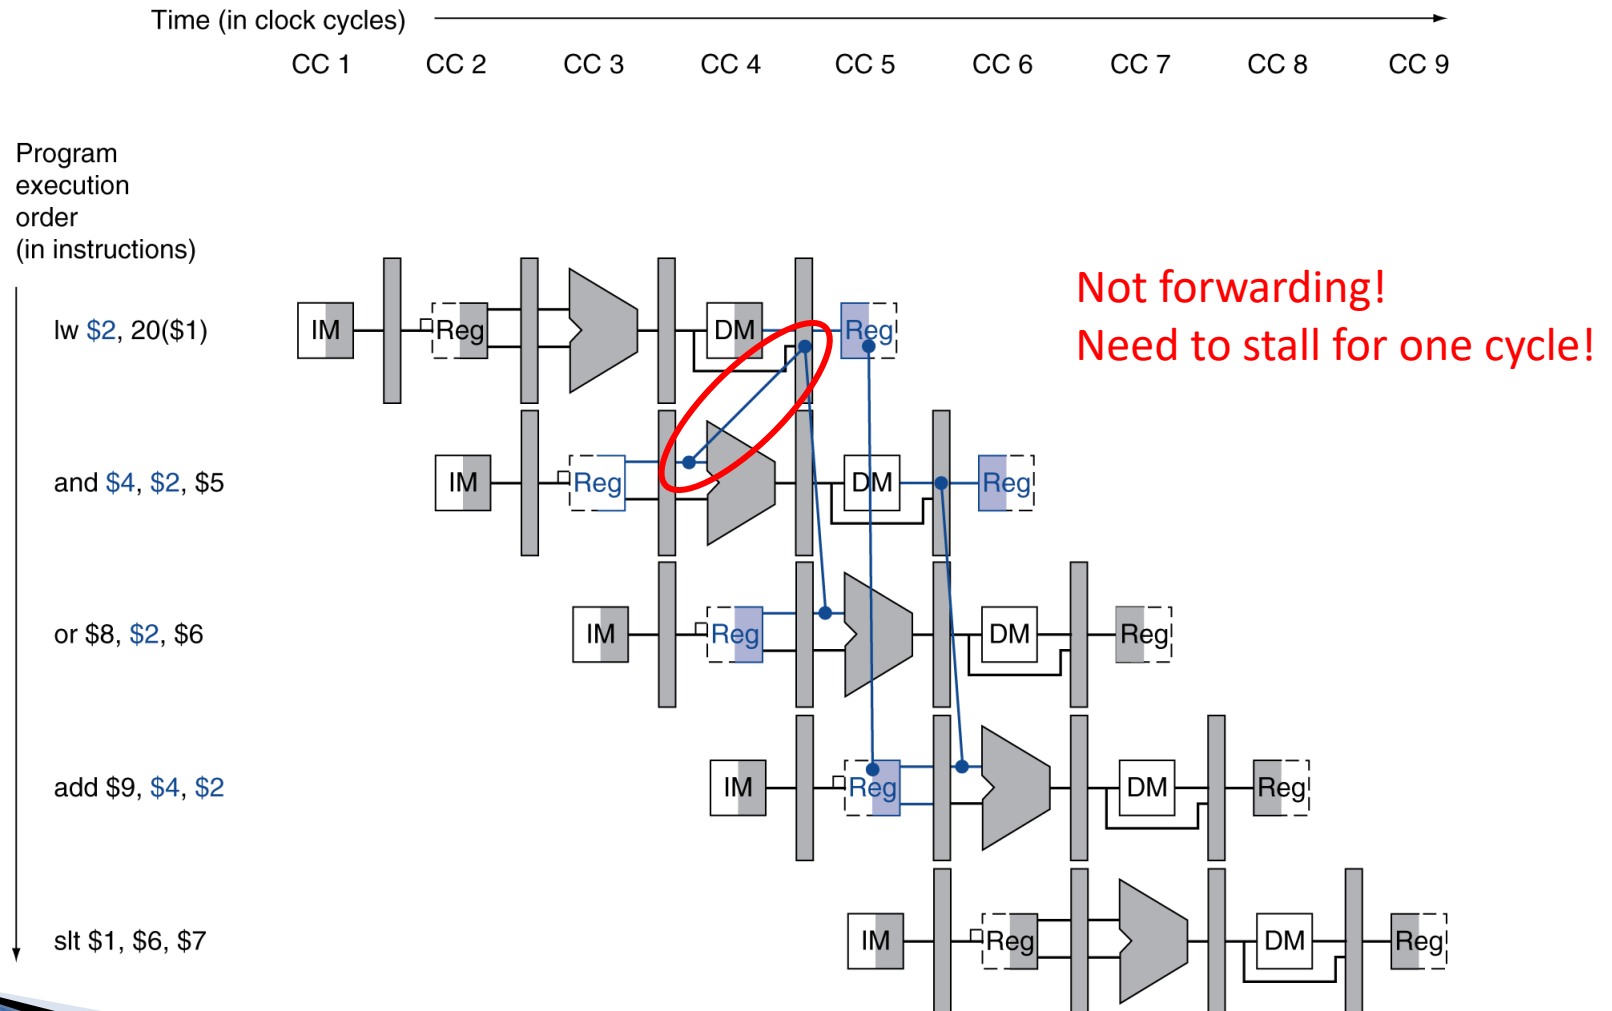 Time (in clock cycles)
CC 1 CC 2 CC 3 CC 4 CC 5 CC 6 CC 7 CC 8 CC 9
Program
execution
order
(in instructions)
Not forwarding!
Need to stall for one cycle!
lw $2, 20($1) IM Reg DM Reg
and $4, $2, $5 IM Reg DM Reg
or $8, $2, $6 IM Reg DM Reg
add $9, $4, $2 IM Reg DM Reg
slt $1, $6, $7 IM Reg DM Reg